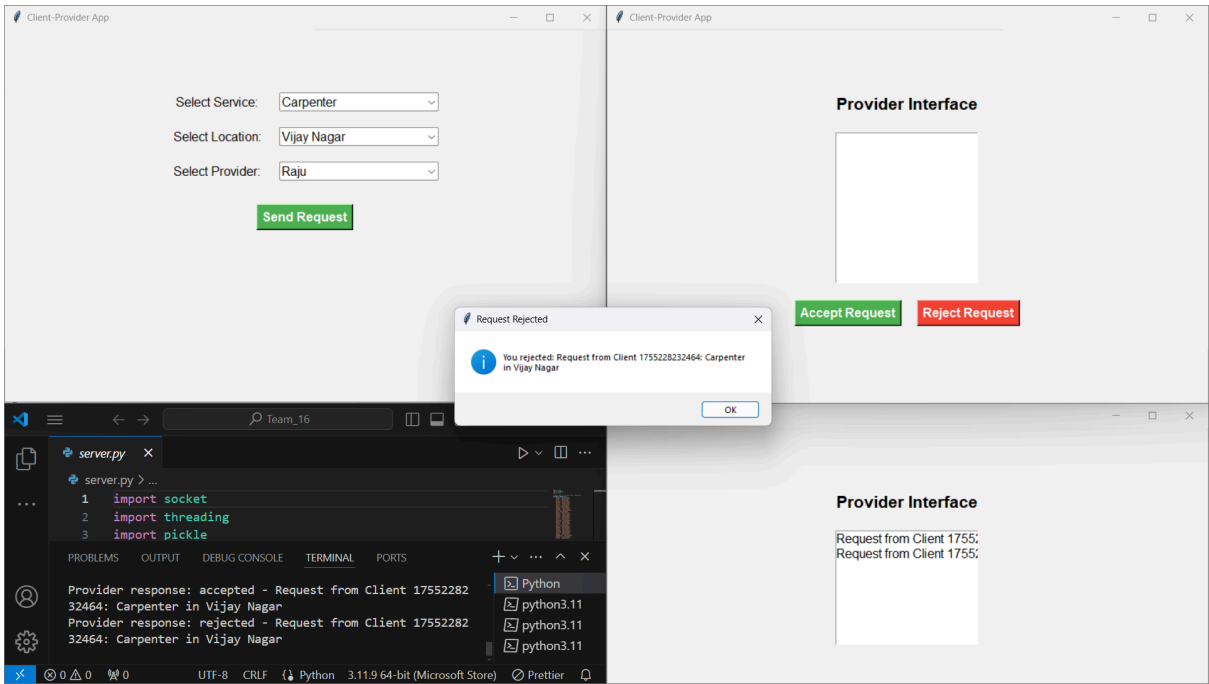 Client-Provider App
Select Service: Carpenter
Select Location: Vijay Nagar
Select Provider: Raju
Send Request
Client-Provider App
Provider Interface
Accept Request Reject Request
Request Rejected
You rejected: Request from Client 1755228232464: Carpenter
in Vijay Nagar
OK
Team_16
server.py
server.py > ...
1 import socket
2 import threading
3 import pickle
PROBLEMS OUTPUT DEBUG CONSOLE TERMINAL PORTS
Provider response: accepted - Request from Client 17552282
32464: Carpenter in Vijay Nagar
Provider response: rejected - Request from Client 17552282
32464: Carpenter in Vijay Nagar
Python
python3.11
python3.11
python3.11
0 0 0 UTF-8 CRLF Python 3.11.9 64-bit (Microsoft Store) Prettier
Provider Interface
Request from Client 1755
Request from Client 1755